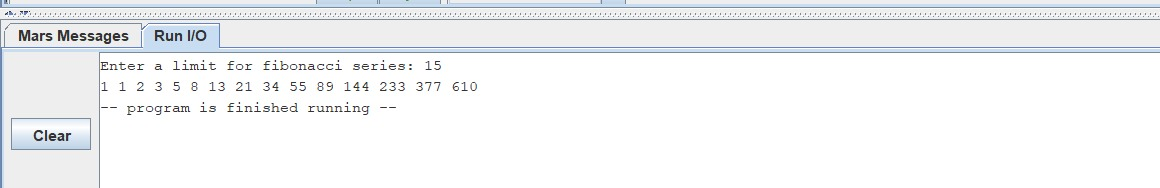 Mars Messages Run I/O
Enter a limit for fibonacci series: 15
1 1 2 3 5 8 13 21 34 55 89 144 233 377 610
-- program is finished running --
Clear